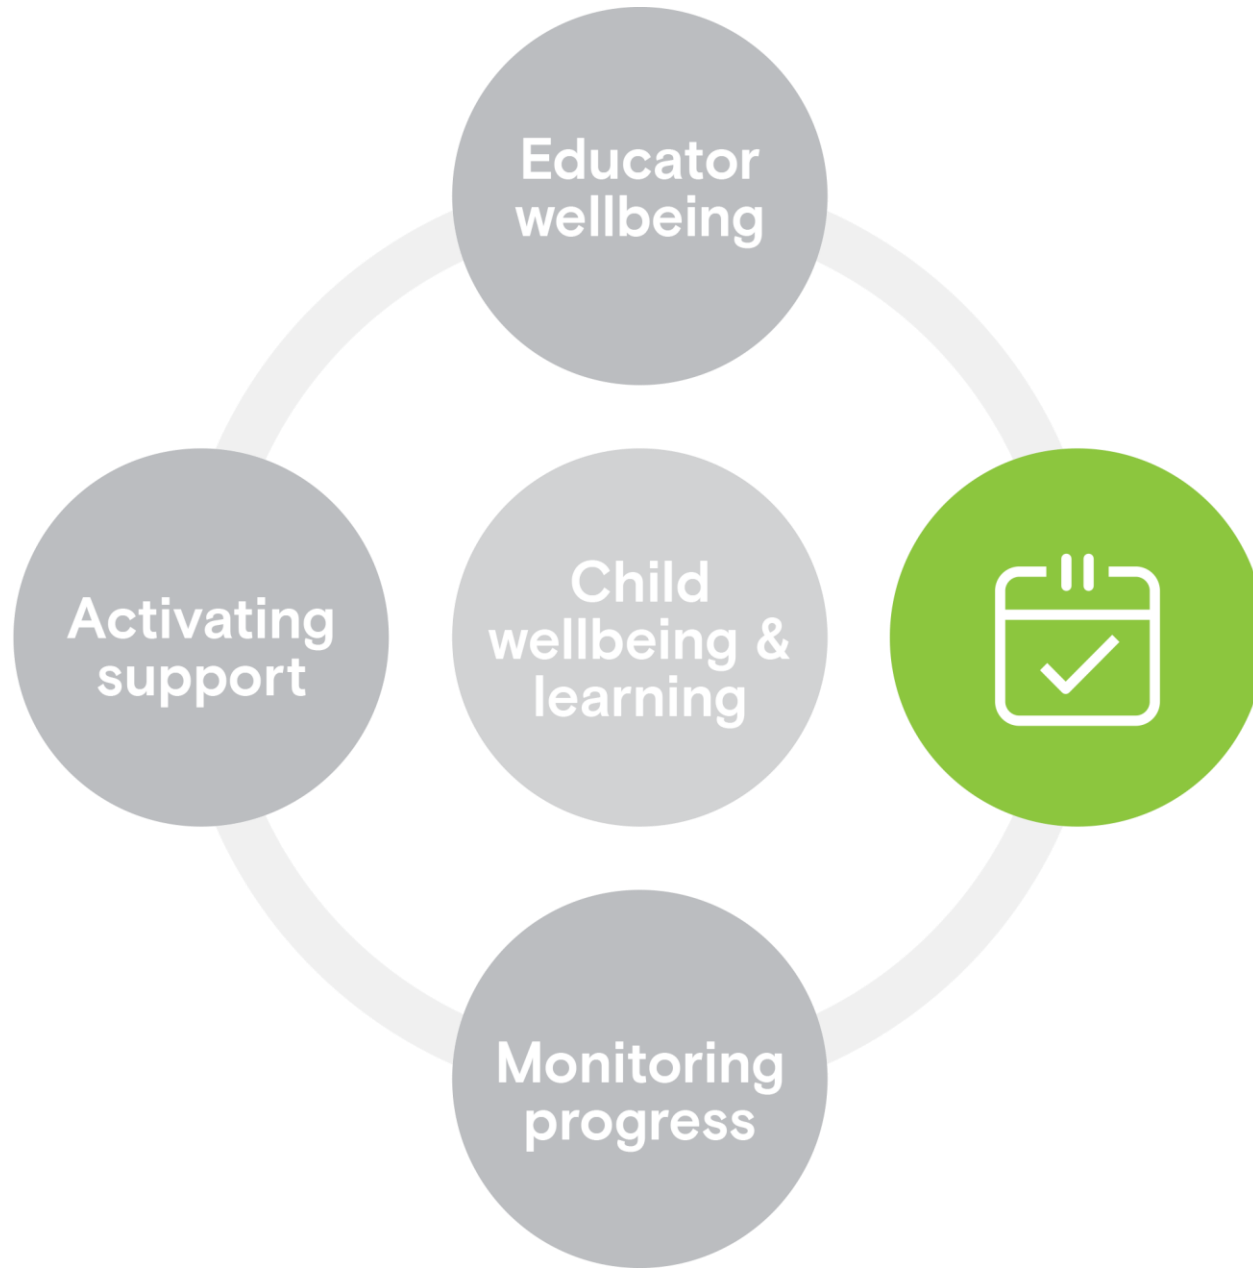 Educator
wellbeing
Activating
support
Child
wellbeing &
learning
Monitoring
progress